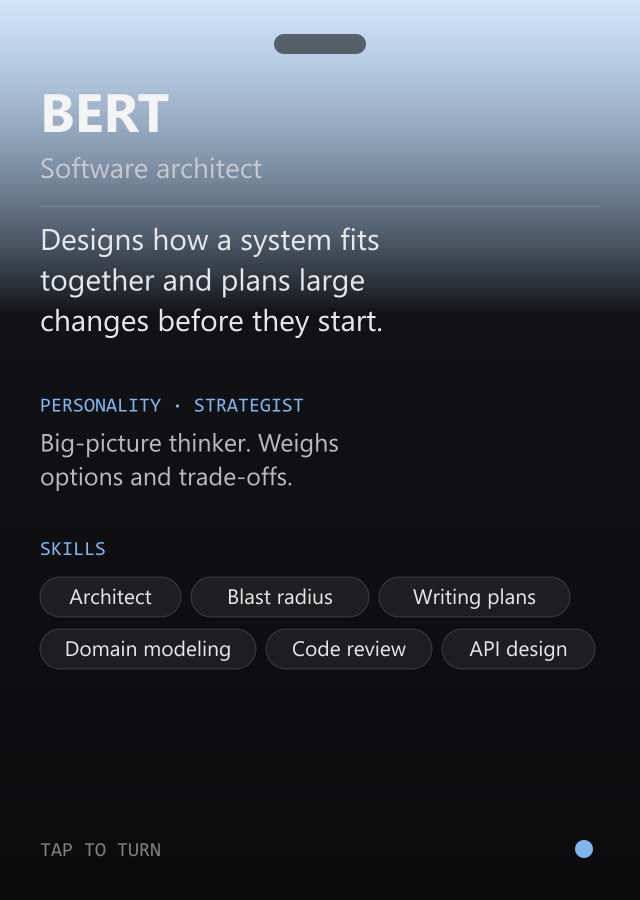 BERT
Software architect
Designs how a system fits
together and plans large
changes before they start.
PERSONALITY · STRATEGIST
Big-picture thinker. Weighs
options and trade-offs.
SKILLS
Architect Blast radius Writing plans
Domain modeling Code review API design
TAP TO TURN